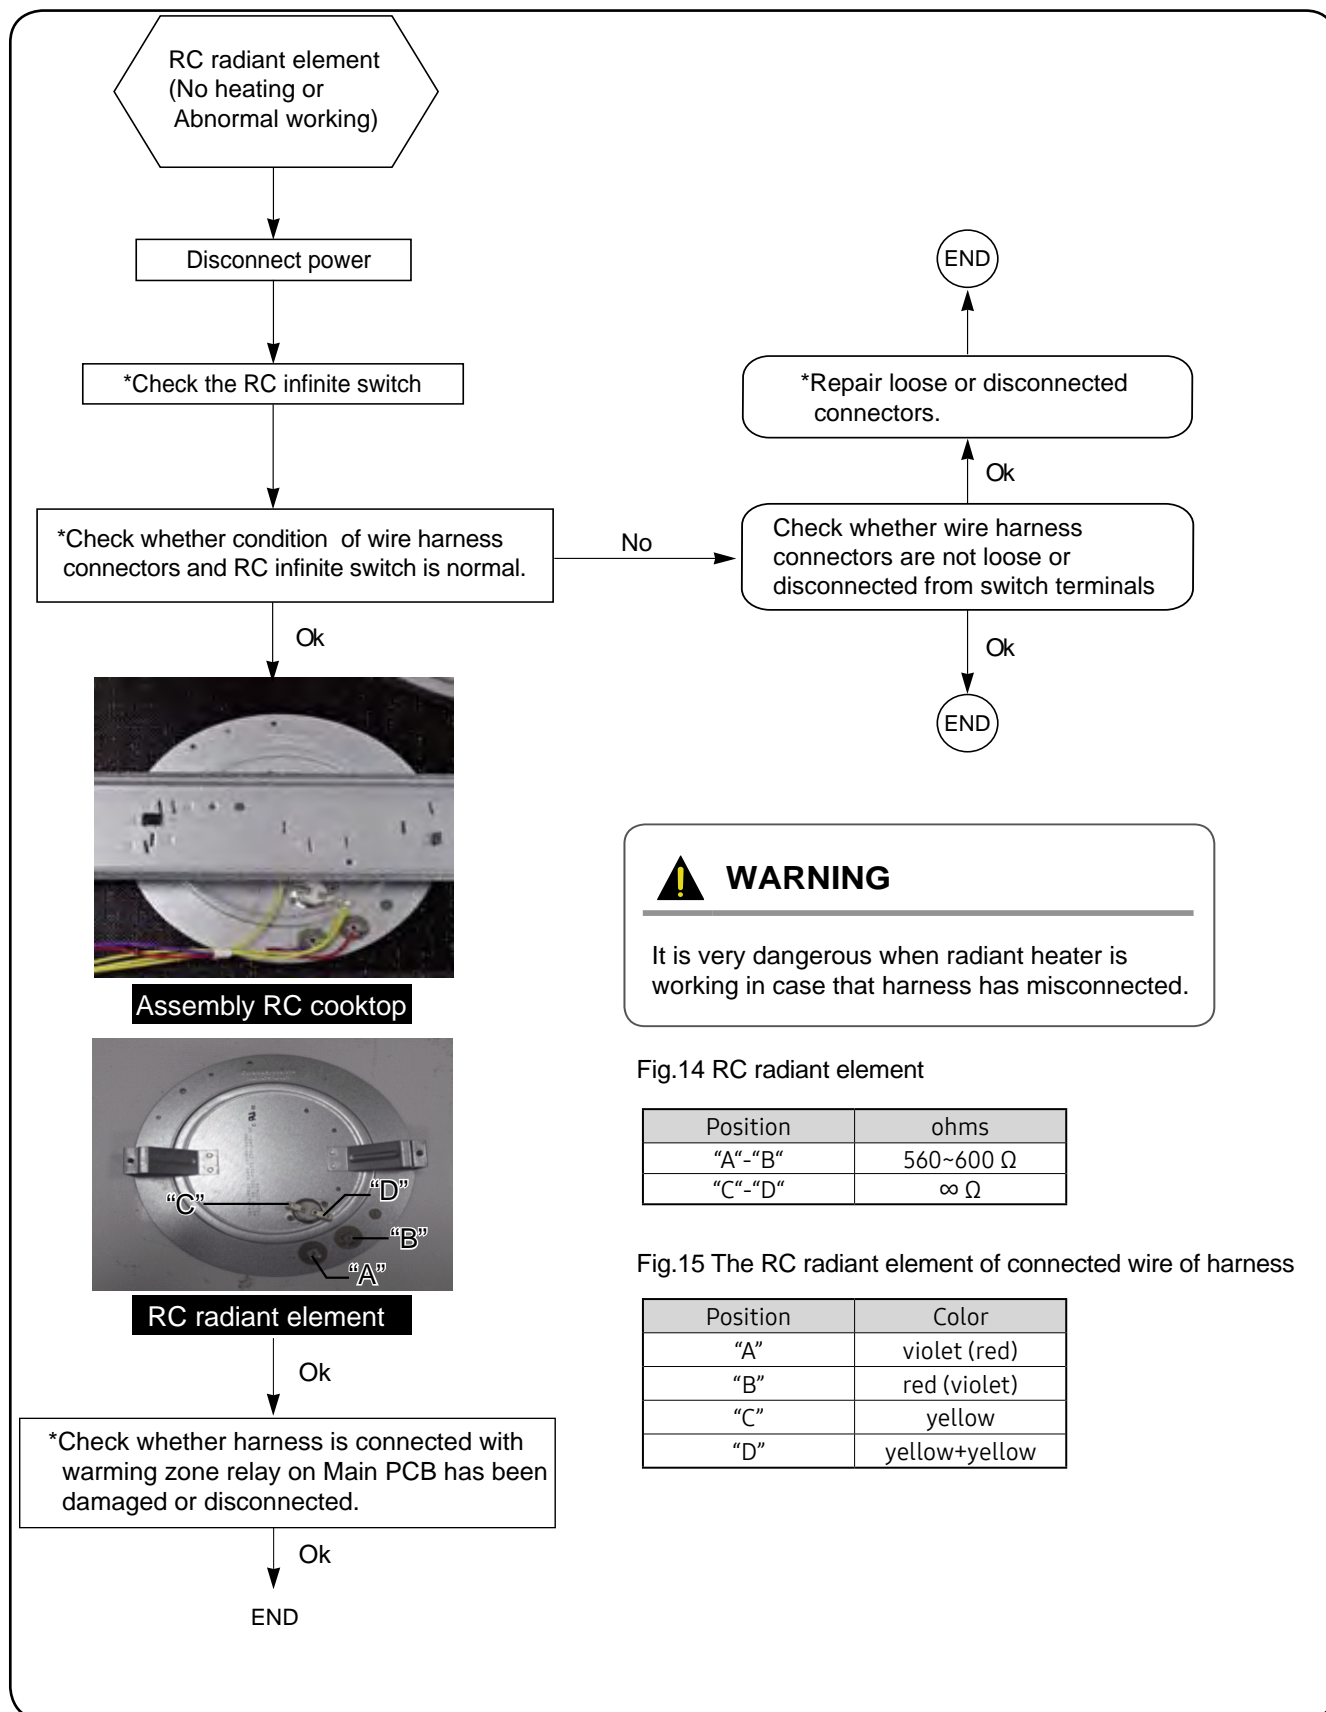 RC radiant element
(No heating or
Abnormal working)
Disconnect power
*Check the RC infinite switch
*Check whether condition of wire harness
connectors and RC infinite switch is normal.
No
Ok
END
*Repair loose or disconnected
connectors.
Ok
Check whether wire harness
connectors are not loose or
disconnected from switch terminals
Ok
END
Assembly RC cooktop
"C"
"D"
"B"
"A"
RC radiant element
Ok
*Check whether harness is connected with
warming zone relay on Main PCB has been
damaged or disconnected.
Ok
END
WARNING
It is very dangerous when radiant heater is
working in case that harness has misconnected.
Fig.14 RC radiant element
Position ohms
“A“-“B“ 560~600 Ω
“C“-“D“ ∞ Ω
Fig.15 The RC radiant element of connected wire of harness
Position Color
“A” violet (red)
“B” red (violet)
“C” yellow
“D” yellow+yellow